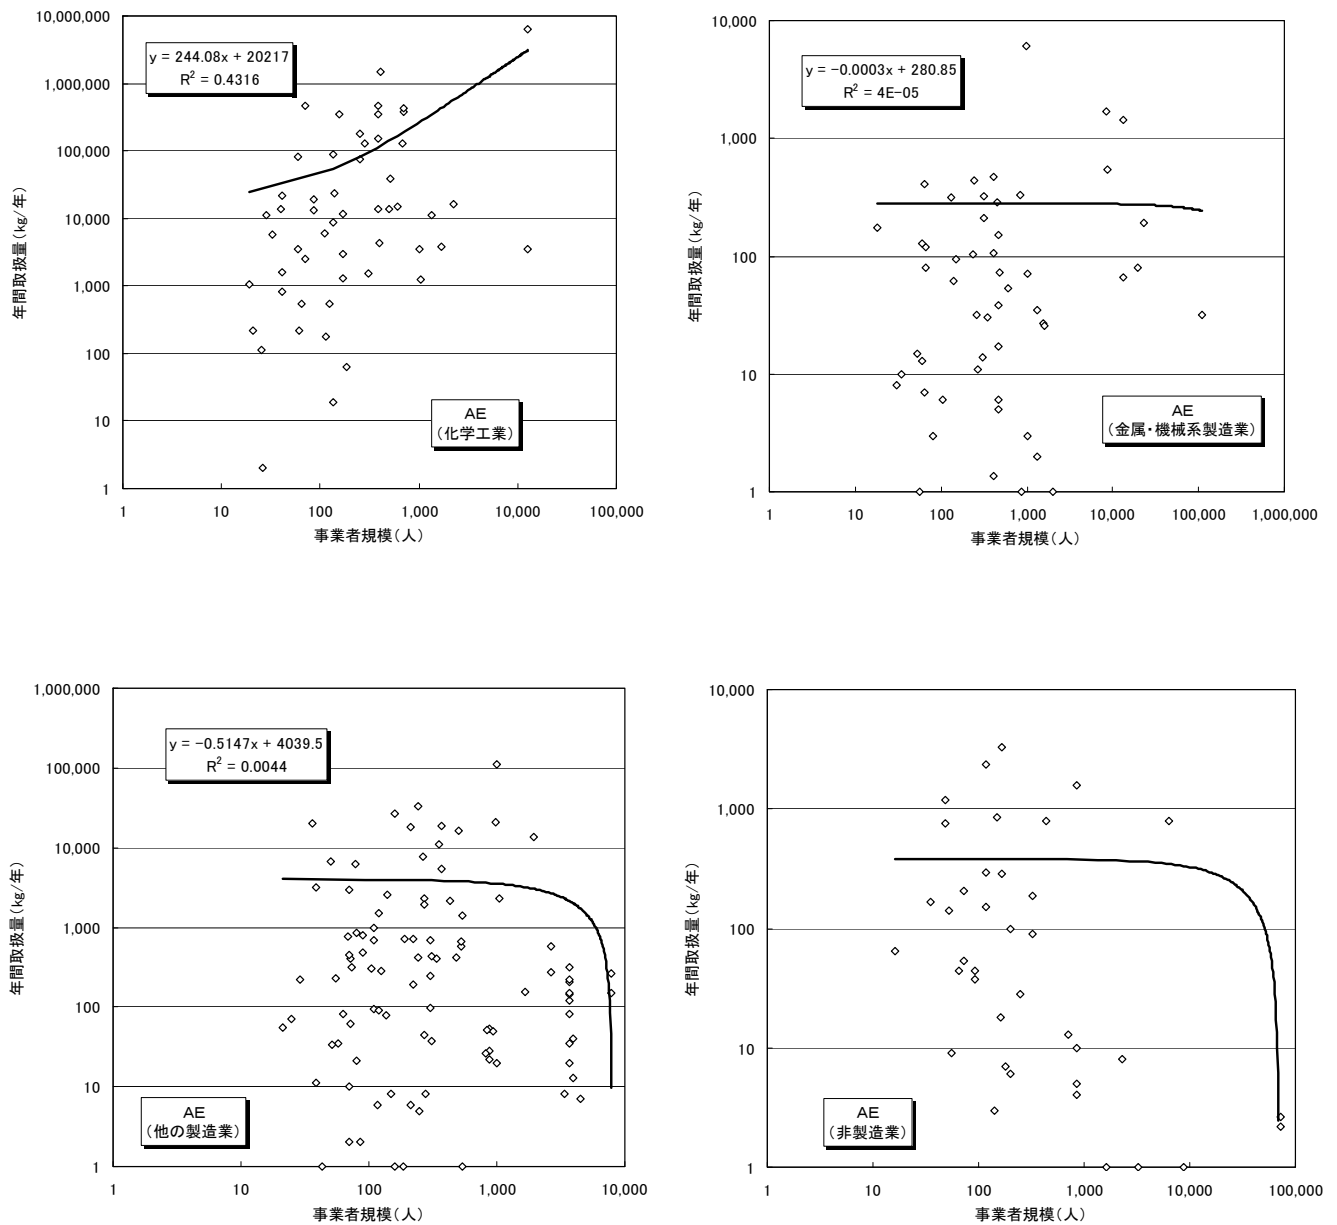 10,000,000
1,000,000
100,000
10,000
1,000
100
10
1
年間取扱量(kg/年)
y = 244.08x + 20217
R² = 0.4316
AE
(化学工業)
1 10 100 1,000 10,000 100,000
事業者規模(人)
10,000
1,000
100
10
1
年間取扱量(kg/年)
y = -0.0003x + 280.85
R² = 4E-05
AE
(金属・機械系製造業)
1 10 100 1,000 10,000 100,000 1,000,000
事業者規模(人)
1,000,000
100,000
10,000
1,000
100
10
1
年間取扱量(kg/年)
y = -0.5147x + 4039.5
R² = 0.0044
AE
(他の製造業)
1 10 100 1,000 10,000
事業者規模(人)
10,000
1,000
100
10
1
年間取扱量(kg/年)
AE
(非製造業)
1 10 100 1,000 10,000 100,000
事業者規模(人)